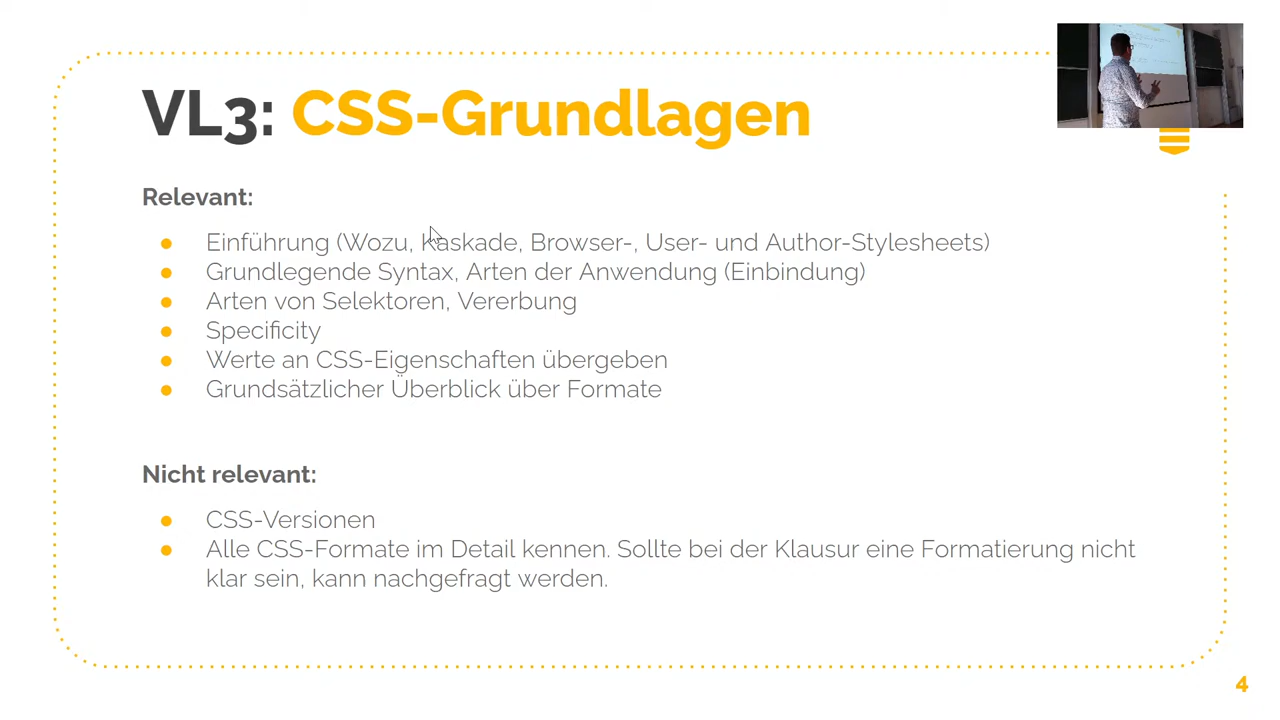 VL3: CSS-Grundlagen
Relevant:
● Einführung (Wozu, Kaskade, Browser-, User- und Author-Stylesheets)
● Grundlegende Syntax, Arten der Anwendung (Einbindung)
● Arten von Selektoren, Vererbung
● Specificity
● Werte an CSS-Eigenschaften übergeben
● Grundsätzlicher Überblick über Formate
Nicht relevant:
● CSS-Versionen
● Alle CSS-Formate im Detail kennen. Sollte bei der Klausur eine Formatierung nicht
klar sein, kann nachgefragt werden.
4